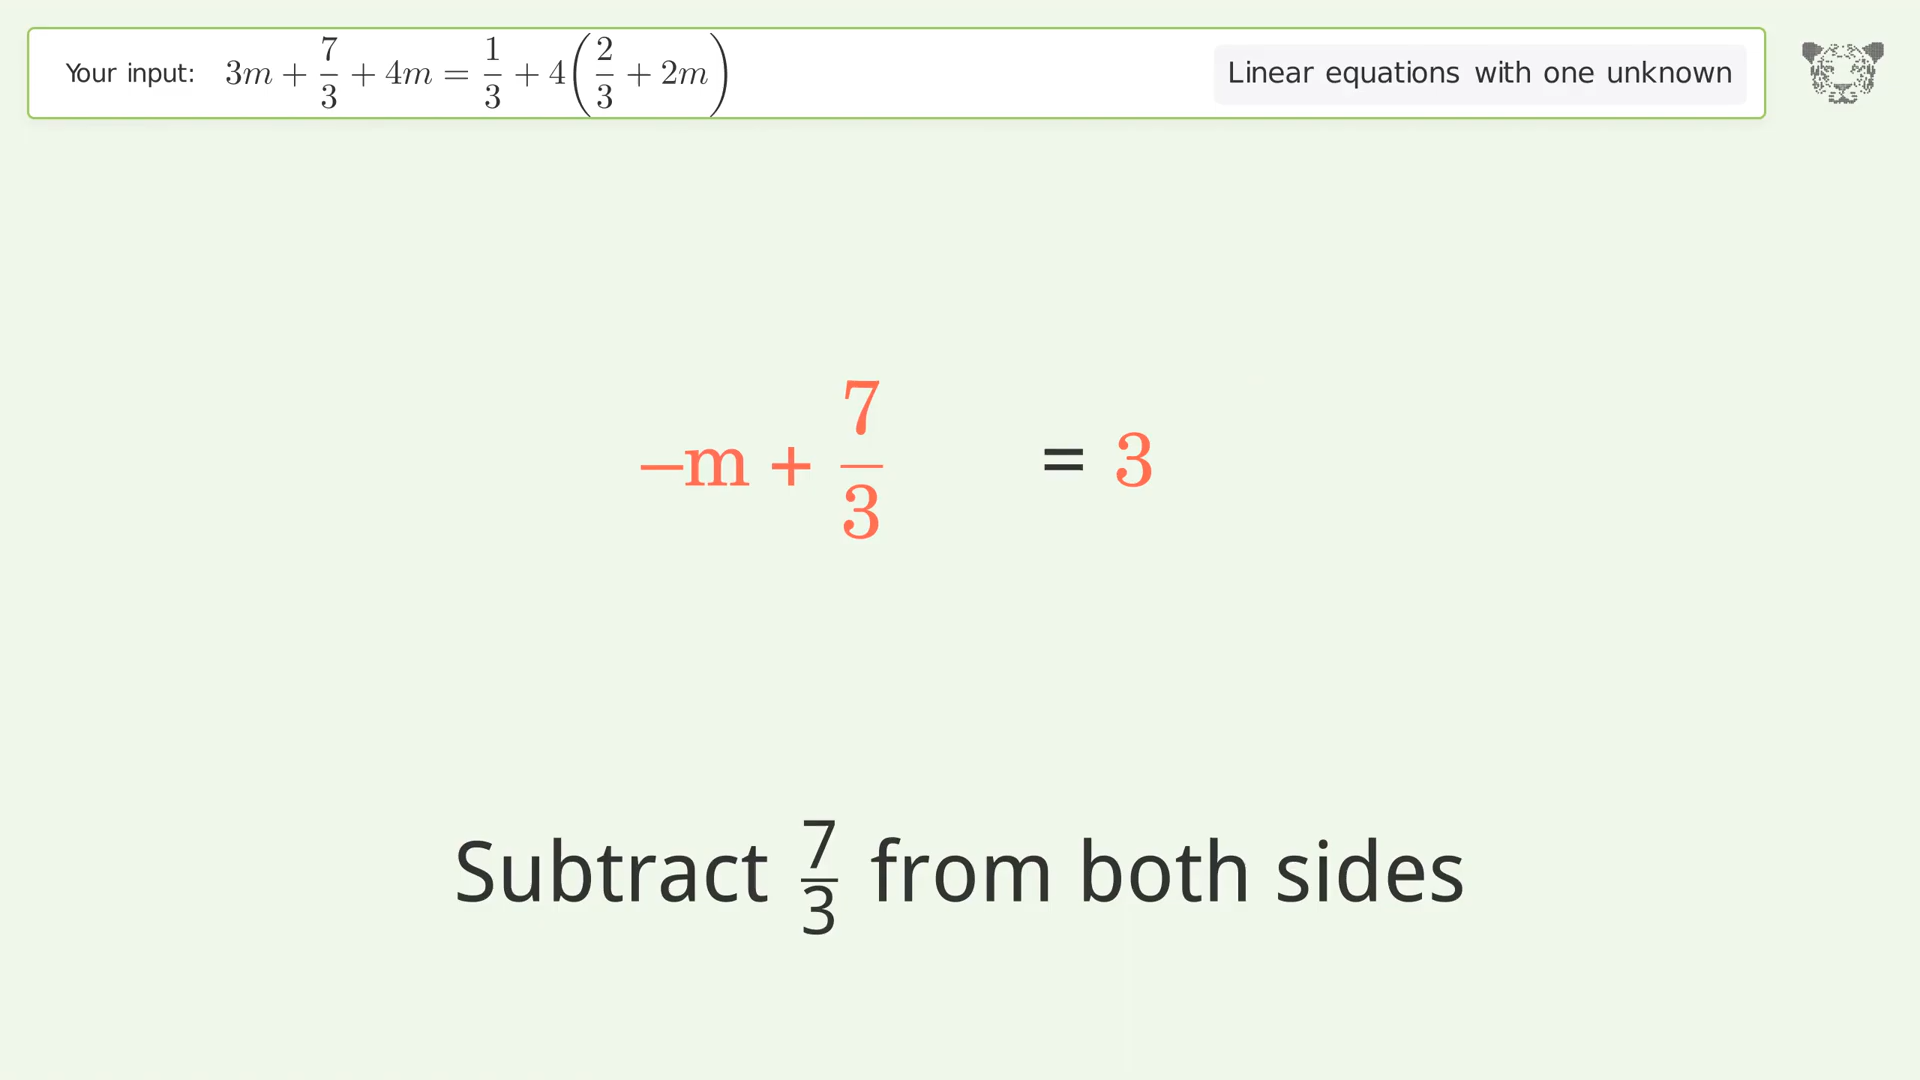 Your input: 3m + 7/3 + 4m = 1/3 + 4(2/3 + 2m)
Linear equations with one unknown
−m + 7/3 = 3
Subtract 7/3 from both sides